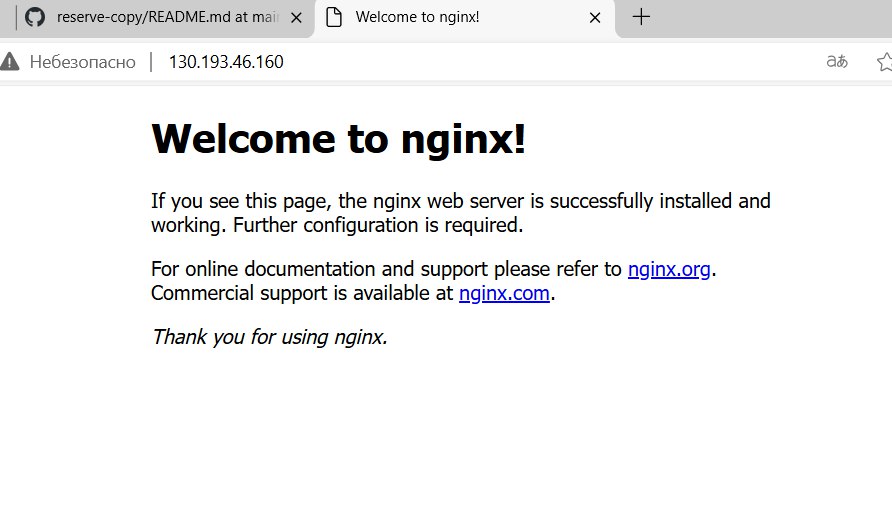 reserve-copy/README.md at mai
Welcome to nginx!
Небезопасно
130.193.46.160
aあ
Welcome to nginx!
If you see this page, the nginx web server is successfully installed and
working. Further configuration is required.
For online documentation and support please refer to nginx.org.
Commercial support is available at nginx.com.
Thank you for using nginx.